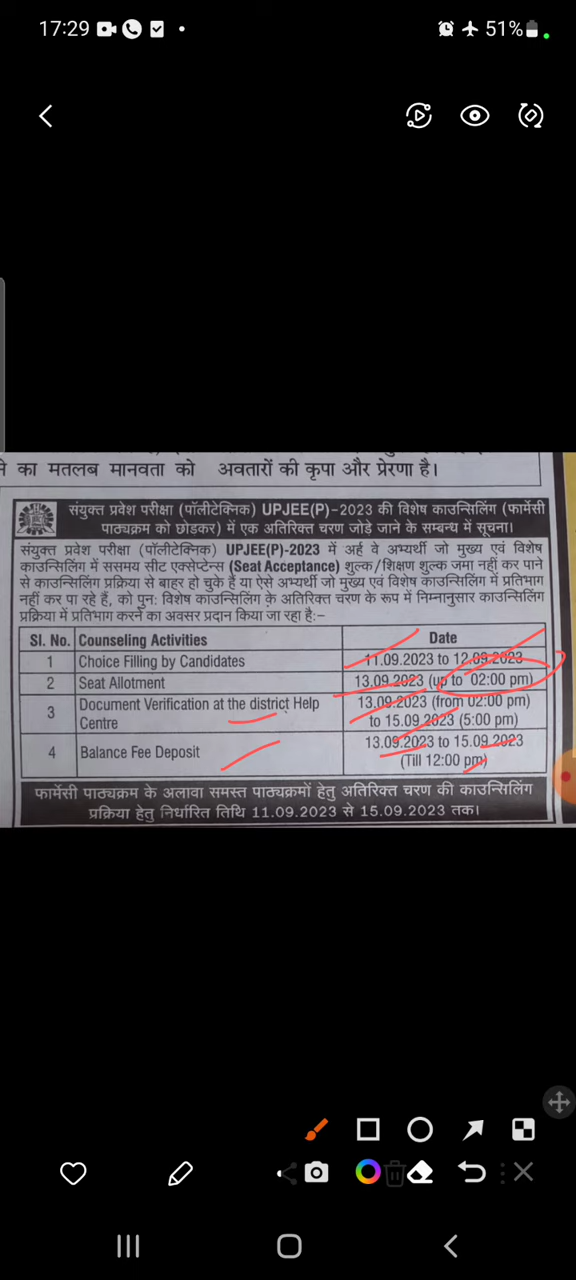 17:29
51%
ने का मतलब मानवता को अवतारों की कृपा और प्रेरणा है।
संयुक्त प्रवेश परीक्षा (पॉलीटेक्निक) UPJEE(P)-2023 की विशेष काउन्सिलिंग (फार्मेसी
पाठ्यक्रम को छोडकर) में एक अतिरिक्त चरण जोड़े जाने के सम्बन्ध में सूचना।
संयुक्त प्रवेश परीक्षा (पॉलीटेक्निक) UPJEE(P)-2023 में अर्ह वे अभ्यर्थी जो मुख्य एवं विशेष
काउन्सिलिंग में ससमय सीट एक्सेप्टेन्स (Seat Acceptance) शुल्क/शिक्षण शुल्क जमा नहीं कर पाने
से काउन्सिलिंग प्रक्रिया से बाहर हो चुके हैं या ऐसे अभ्यर्थी जो मुख्य एवं विशेष काउन्सिलिंग में प्रतिभाग
नहीं कर पा रहे हैं, को पुनः विशेष काउंसिलिंग के अतिरिक्त चरण के रूप में निम्नानुसार काउन्सिलिंग
प्रक्रिया में प्रतिभाग करने का अवसर प्रदान किया जा रहा है:-
Sl. No. Counseling Activities Date
1 Choice Filling by Candidates 11.09.2023 to 12.09.2023
2 Seat Allotment 13.09.2023 (up to 02:00 pm)
3 Document Verification at the district Help Centre 13.09.2023 (from 02:00 pm) to 15.09.2023 (5:00 pm)
4 Balance Fee Deposit 13.09.2023 to 15.09.2023 (Till 12:00 pm)
फार्मेसी पाठ्यक्रम के अलावा समस्त पाठ्यक्रमों हेतु अतिरिक्त चरण की काउन्सिलिंग
प्रक्रिया हेतु निर्धारित तिथि 11.09.2023 से 15.09.2023 तक।